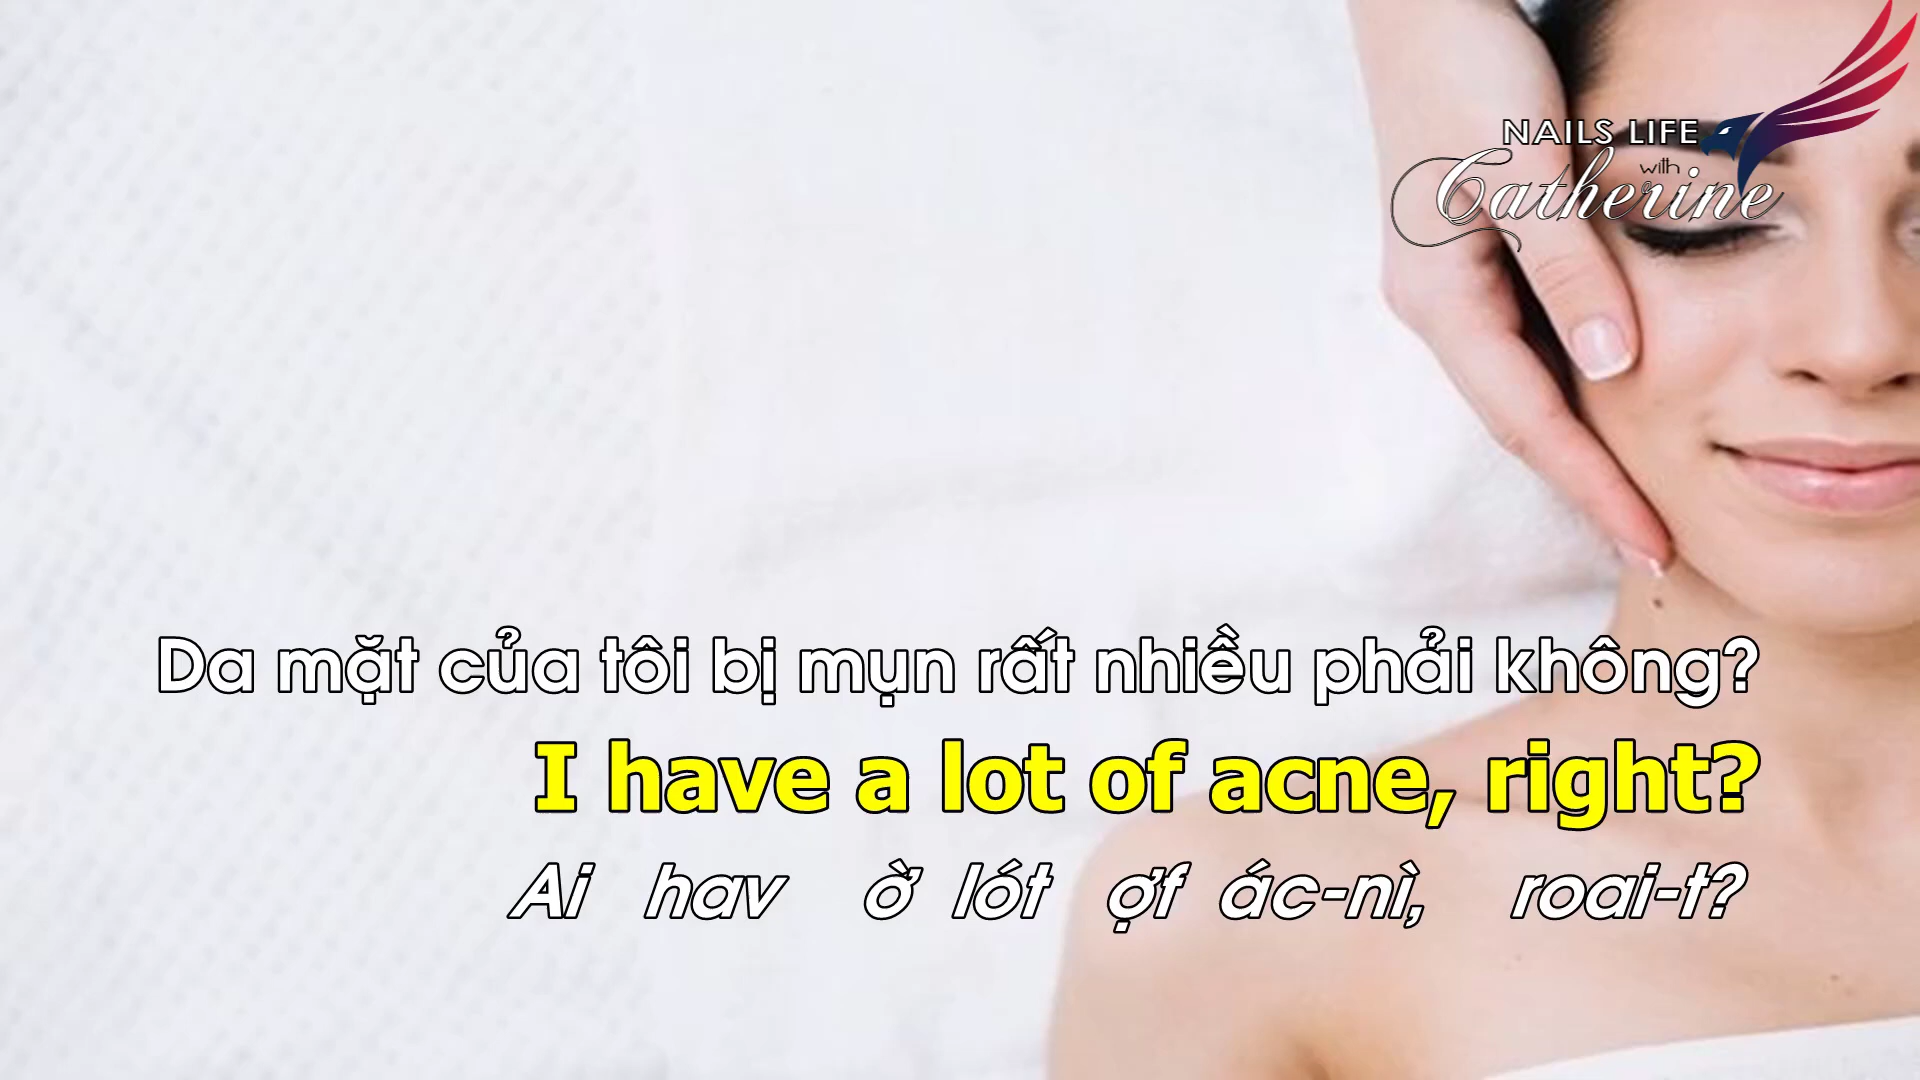 NAILS LIFE
with
Catherine
Da mặt của tôi bị mụn rất nhiều phải không?
I have a lot of acne, right?
Ai hav ờ lót ợf ác-nì, roai-t?